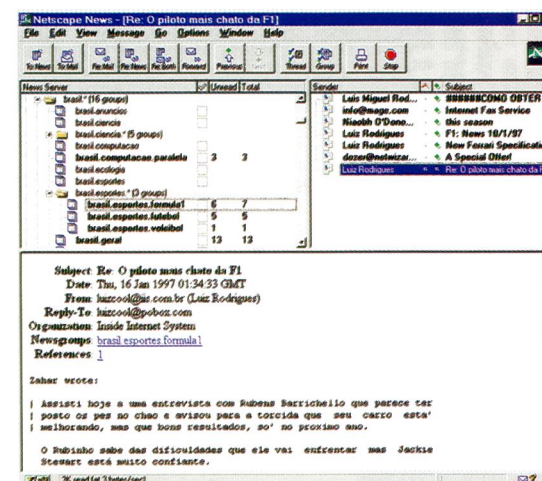 Netscape News - [Re: O piloto mais chato da F1]
File Edit View Message Go Options Window Help
To: News To: Mail Re: Mail Re: News Re: Both Forward Previous Next Thread Group Print Stop
News Server Unread Total
brasil.* (16 groups)
brasil.anuncios
brasil.ciencia
brasil.ciencia.* (5 groups)
brasil.computacao
brasil.computacao.paralela 3 3
brasil.ecologia
brasil.esportes
brasil.esportes.* (3 groups)
brasil.esportes.formula1 6 7
brasil.esportes.futebol 5 5
brasil.esportes.voleibol 1 1
brasil.geral 13 13
Sender Subject
Luis Miguel Rod... ######COMO OBTER
info@mage.com Internet Fax Service
Niaobh O'Dono... this season
Luiz Rodrigues F1: News 10/1/97
Luiz Rodrigues New Ferrari Specificatio
dozer@netwizar... A Special Offer!
Luiz Rodrigues Re: O piloto mais chato da F
Subject: Re: O piloto mais chato da F1
Date: Thu, 16 Jan 1997 01:34:33 GMT
From: luizcool@iis.com.br (Luiz Rodrigues)
Reply-To: luizcool@pobox.com
Organization: Inside Internet System
Newsgroups: brasil.esportes.formula1
References: 1
Zahar wrote:
| Assisti hoje a uma entrevista com Rubens Barrichello que parece ter
| posto os pes no chao e avisou para a torcida que seu carro esta'
| melhorando, mas que bons resultados, so' no proximo ano.
O Rubinho sabe das dificuldades que ele vai enfrentar mas Jackie
Stewart está muito confiante.
2K read (at 3 bytes/sec)